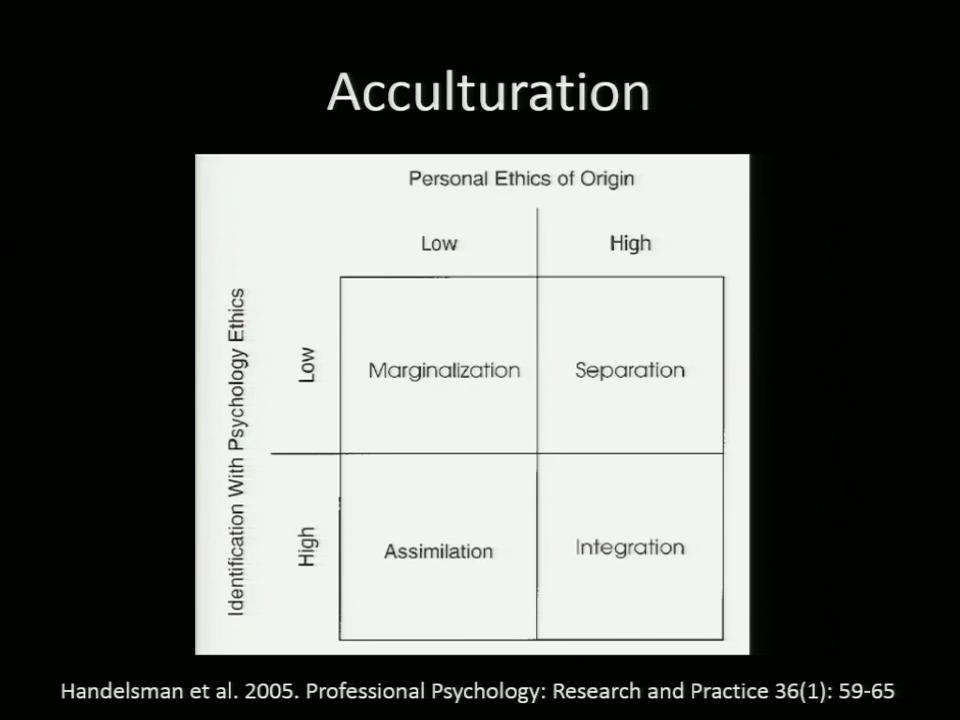 Acculturation
Personal Ethics of Origin
Low High
Identification With Psychology Ethics
Low
Marginalization Separation
High
Assimilation Integration
Handelsman et al. 2005. Professional Psychology: Research and Practice 36(1): 59-65